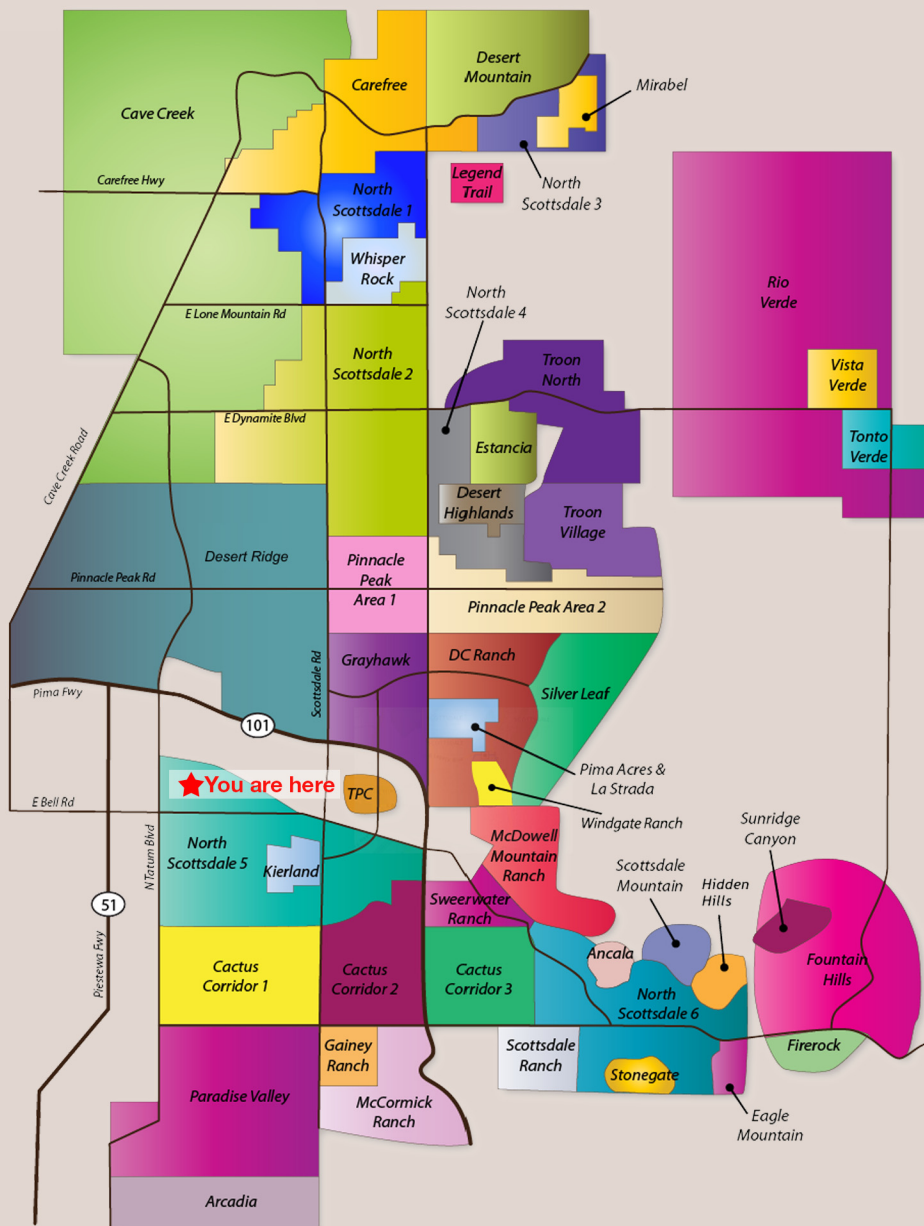 Desert
Mountain
Carefree
Mirabel
Cave Creek
Legend
Trail
Carefree Hwy
North
Scottsdale 3
North
Scottsdale 1
Whisper
Rock
Rio
Verde
North
Scottsdale 4
E Lone Mountain Rd
North
Scottsdale 2
Troon
North
Vista
Verde
E Dynamite Blvd
Tonto
Verde
Estancia
Cave Creek Road
Desert
Highlands
Troon
Village
Desert Ridge
Pinnacle
Peak
Area 1
Pinnacle Peak Rd
Pinnacle Peak Area 2
Grayhawk
DC Ranch
Scottsdale Rd
Silver Leaf
Pima Fwy
101
Pima Acres &
La Strada
You are here
TPC
E Bell Rd
Windgate Ranch
Sunridge
Canyon
McDowell
Mountain
Ranch
N Tatum Blvd
North
Scottsdale 5
Kierland
Scottsdale
Mountain
Hidden
Hills
51
Sweerwater
Ranch
Piestewa Fwy
Ancala
Fountain
Hills
Cactus
Corridor 1
Cactus
Corridor 2
Cactus
Corridor 3
North
Scottsdale 6
Gainey
Ranch
Scottsdale
Ranch
Firerock
Stonegate
Paradise Valley
McCormick
Ranch
Eagle
Mountain
Arcadia